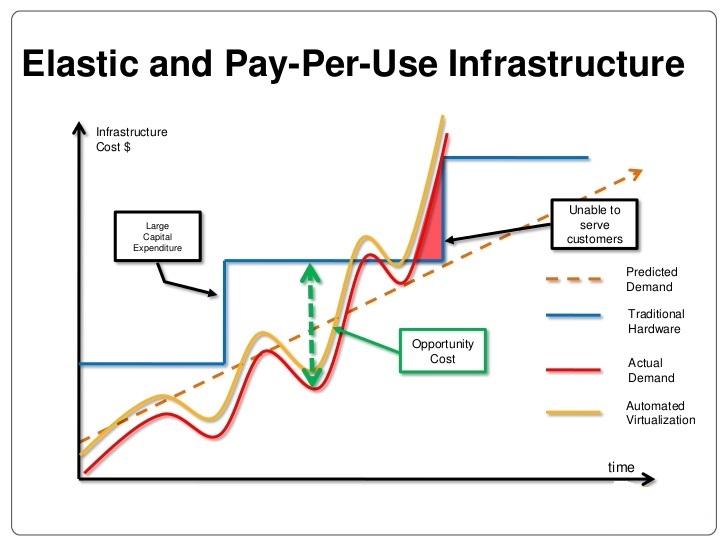 Elastic and Pay-Per-Use Infrastructure
Infrastructure
Cost $
Large
Capital
Expenditure
Unable to
serve
customers
Predicted
Demand
Traditional
Hardware
Opportunity
Cost
Actual
Demand
Automated
Virtualization
time